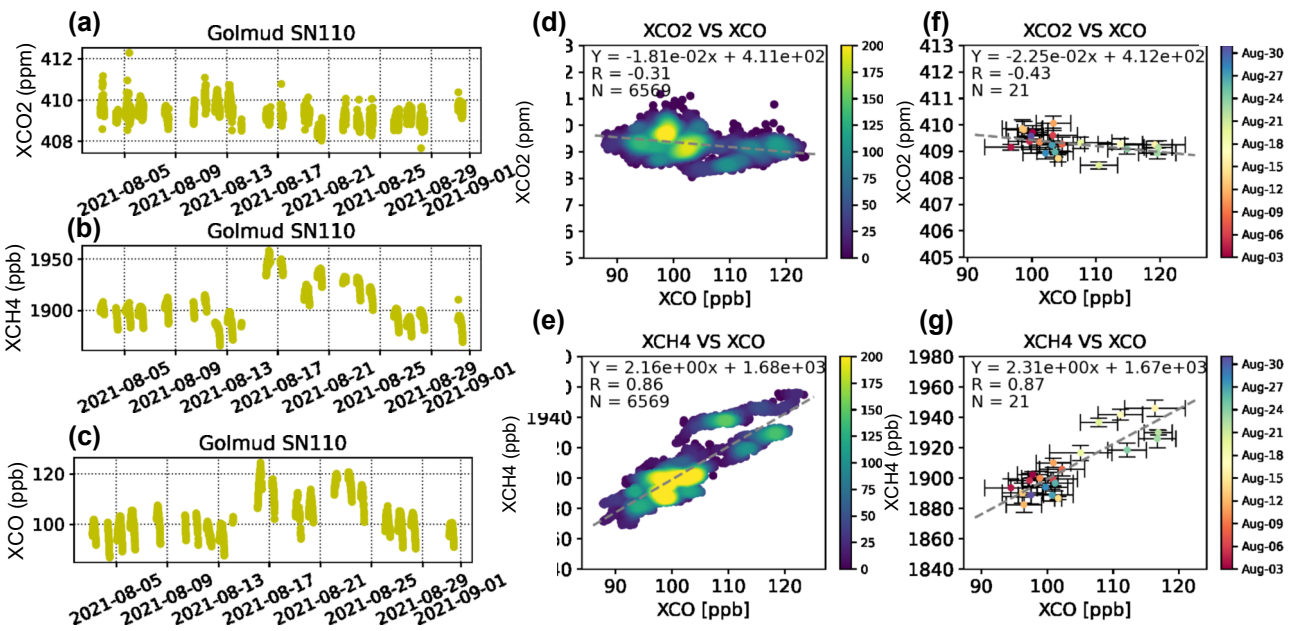 (a)
Golmud SN110
XCO2 (ppm)
412
410
408
2021-08-05
2021-08-09
2021-08-13
2021-08-17
2021-08-21
2021-08-25
2021-08-29
2021-09-01
(b)
Golmud SN110
XCH4 (ppb)
1950
1900
2021-08-05
2021-08-09
2021-08-13
2021-08-17
2021-08-21
2021-08-25
2021-08-29
2021-09-01
(c)
Golmud SN110
XCO (ppb)
120
100
2021-08-05
2021-08-09
2021-08-13
2021-08-17
2021-08-21
2021-08-25
2021-08-29
2021-09-01
(d)
XCO2 VS XCO
Y = -1.81e-02x + 4.11e+02
R = -0.31
N = 6569
XCO2 (ppm)
3
1
0
9
8
7
6
5
90
100
110
120
XCO [ppb]
200
175
150
125
100
75
50
25
0
(e)
XCH4 VS XCO
Y = 2.16e+00x + 1.68e+03
R = 0.86
N = 6569
XCH4 (ppb)
1940
20
00
80
60
40
90
100
110
120
XCO [ppb]
200
175
150
125
100
75
50
25
0
(f)
XCO2 VS XCO
Y = -2.25e-02x + 4.12e+02
R = -0.43
N = 21
XCO2 (ppm)
413
412
411
410
409
408
407
406
405
90
100
110
120
XCO [ppb]
Aug-30
Aug-27
Aug-24
Aug-21
Aug-18
Aug-15
Aug-12
Aug-09
Aug-06
Aug-03
(g)
XCH4 VS XCO
Y = 2.31e+00x + 1.67e+03
R = 0.87
N = 21
XCH4 (ppb)
1980
1960
1940
1920
1900
1880
1860
1840
90
100
110
120
XCO [ppb]
Aug-30
Aug-27
Aug-24
Aug-21
Aug-18
Aug-15
Aug-12
Aug-09
Aug-06
Aug-03